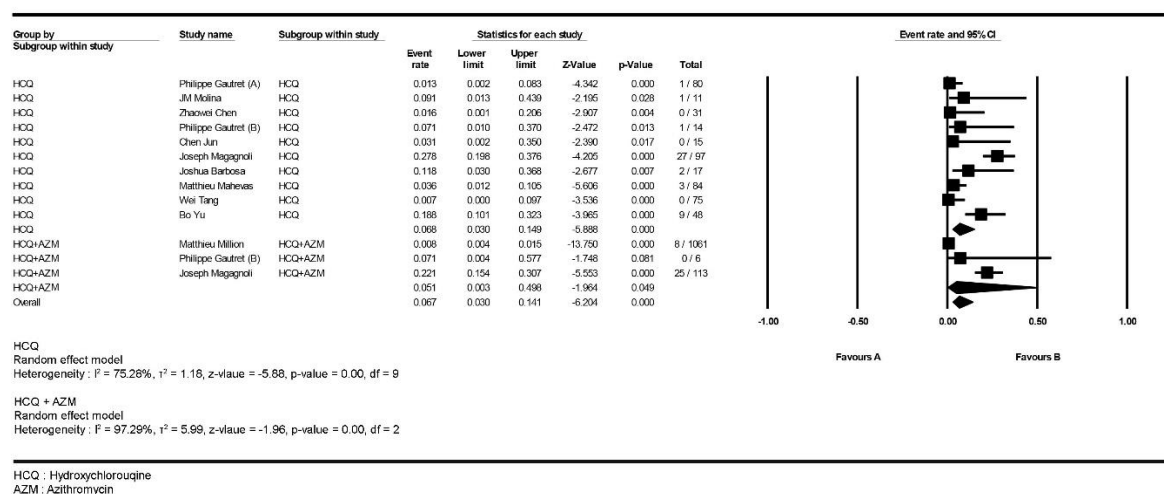 Group by Study name Subgroup within study Statistics for each study Event rate and 95% CI
Subgroup within study
Event rate Lower limit Upper limit Z-Value p-Value Total
HCQ Philippe Gautret (A) HCQ 0.013 0.002 0.083 -4.342 0.000 1 / 80
HCQ JM Molina HCQ 0.091 0.013 0.439 -2.195 0.028 1 / 11
HCQ Zhaowei Chen HCQ 0.016 0.001 0.206 -2.907 0.004 0 / 31
HCQ Philippe Gautret (B) HCQ 0.071 0.010 0.370 -2.472 0.013 1 / 14
HCQ Chen Jun HCQ 0.031 0.002 0.350 -2.390 0.017 0 / 15
HCQ Joseph Magagnoli HCQ 0.278 0.198 0.376 -4.205 0.000 27 / 97
HCQ Joshua Barbosa HCQ 0.118 0.030 0.368 -2.677 0.007 2 / 17
HCQ Matthieu Mahevas HCQ 0.036 0.012 0.105 -5.606 0.000 3 / 84
HCQ Wei Tang HCQ 0.007 0.000 0.097 -3.536 0.000 0 / 75
HCQ Bo Yu HCQ 0.188 0.101 0.323 -3.965 0.000 9 / 48
HCQ 0.068 0.030 0.149 -5.888 0.000
HCQ+AZM Matthieu Million HCQ+AZM 0.008 0.004 0.015 -13.750 0.000 8 / 1061
HCQ+AZM Philippe Gautret (B) HCQ+AZM 0.071 0.004 0.577 -1.748 0.081 0 / 6
HCQ+AZM Joseph Magagnoli HCQ+AZM 0.221 0.154 0.307 -5.553 0.000 25 / 113
HCQ+AZM 0.051 0.003 0.498 -1.964 0.049
Overall 0.067 0.030 0.141 -6.204 0.000
-1.00 -0.50 0.00 0.50 1.00
Favours A Favours B
HCQ
Random effect model
Heterogeneity : I² = 75.28%, τ² = 1.18, z-vlaue = -5.88, p-value = 0.00, df = 9
HCQ + AZM
Random effect model
Heterogeneity : I² = 97.29%, τ² = 5.99, z-vlaue = -1.96, p-value = 0.00, df = 2
HCQ : Hydroxychlorouqine
AZM : Azithromycin